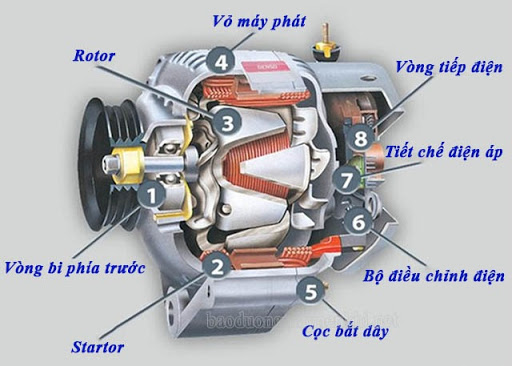 Vỏ máy phát
Rotor
4
Vòng tiếp điện
3
8
Tiết chế điện áp
7
1
6
Vòng bi phía trước
2
Bộ điều chỉnh điện
5
Cọc bắt dây
Startor